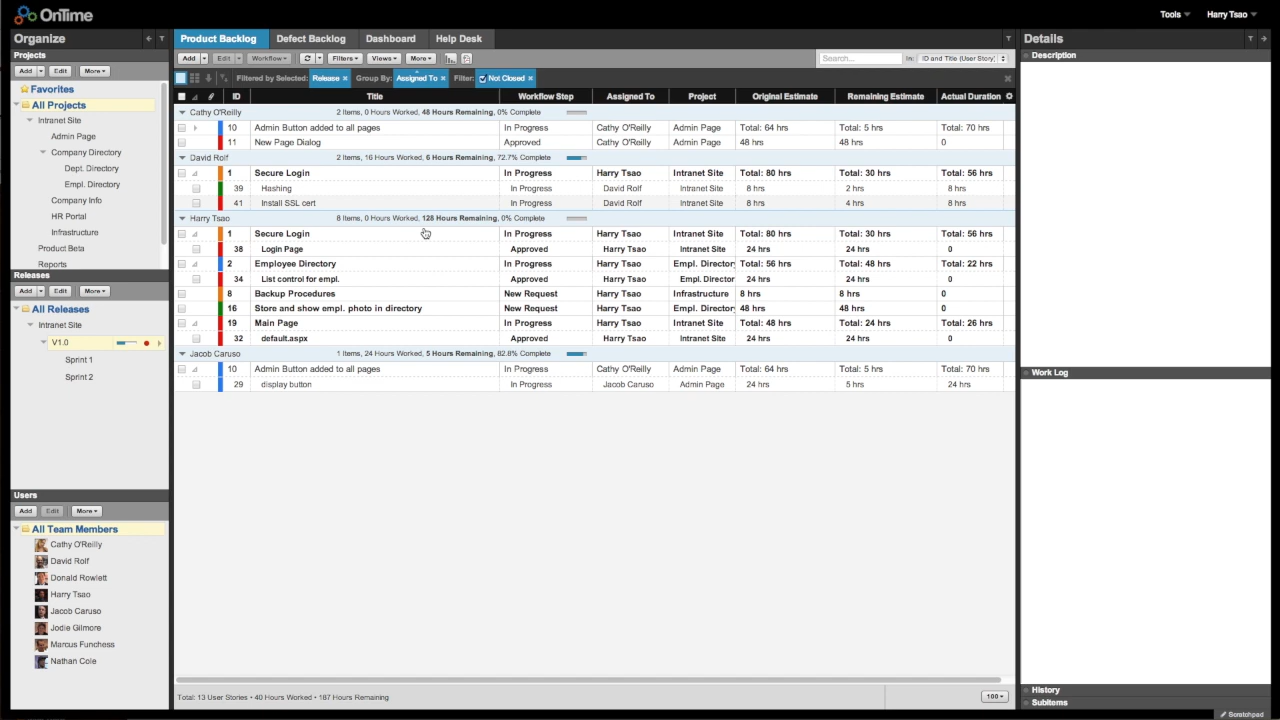 OnTime
Tools
Harry Tsao
Organize
Projects
Add Edit More
Favorites
All Projects
Intranet Site
Admin Page
Company Directory
Dept. Directory
Empl. Directory
Company Info
HR Portal
Infrastructure
Product Beta
Reports
Releases
Add Edit More
All Releases
Intranet Site
V1.0
Sprint 1
Sprint 2
Users
Add Edit More
All Team Members
Cathy O'Reilly
David Rolf
Donald Rowlett
Harry Tsao
Jacob Caruso
Jodie Gilmore
Marcus Funchess
Nathan Cole
Product Backlog Defect Backlog Dashboard Help Desk
Add Edit Workflow Filters Views More Search... In: ID and Title (User Story)
Filtered by Selected: Release × Group By: Assigned To × Filter: Not Closed ×
ID Title Workflow Step Assigned To Project Original Estimate Remaining Estimate Actual Duration
Cathy O'Reilly 2 Items, 0 Hours Worked, 48 Hours Remaining, 0% Complete
10 Admin Button added to all pages In Progress Cathy O'Reilly Admin Page Total: 64 hrs Total: 5 hrs Total: 70 hrs
11 New Page Dialog Approved Cathy O'Reilly Admin Page 48 hrs 48 hrs 0
David Rolf 2 Items, 16 Hours Worked, 6 Hours Remaining, 72.7% Complete
1 Secure Login In Progress Harry Tsao Intranet Site Total: 80 hrs Total: 30 hrs Total: 56 hrs
39 Hashing In Progress David Rolf Intranet Site 8 hrs 2 hrs 8 hrs
41 Install SSL cert In Progress David Rolf Intranet Site 8 hrs 4 hrs 8 hrs
Harry Tsao 8 Items, 0 Hours Worked, 128 Hours Remaining, 0% Complete
1 Secure Login In Progress Harry Tsao Intranet Site Total: 80 hrs Total: 30 hrs Total: 56 hrs
38 Login Page Approved Harry Tsao Intranet Site 24 hrs 24 hrs 0
2 Employee Directory In Progress Harry Tsao Empl. Director Total: 56 hrs Total: 48 hrs Total: 22 hrs
34 List control for empl. Approved Harry Tsao Empl. Director 24 hrs 24 hrs 0
8 Backup Procedures New Request Harry Tsao Infrastructure 8 hrs 8 hrs 0
16 Store and show empl. photo in directory New Request Harry Tsao Empl. Director 48 hrs 48 hrs 0
19 Main Page In Progress Harry Tsao Intranet Site Total: 48 hrs Total: 24 hrs Total: 26 hrs
32 default.aspx Approved Harry Tsao Intranet Site 24 hrs 24 hrs 0
Jacob Caruso 1 Items, 24 Hours Worked, 5 Hours Remaining, 82.8% Complete
10 Admin Button added to all pages In Progress Cathy O'Reilly Admin Page Total: 64 hrs Total: 5 hrs Total: 70 hrs
29 display button In Progress Jacob Caruso Admin Page 24 hrs 5 hrs 24 hrs
Total: 13 User Stories • 40 Hours Worked • 187 Hours Remaining
100
Details
Description
Work Log
History
SubItems
Scratchpad